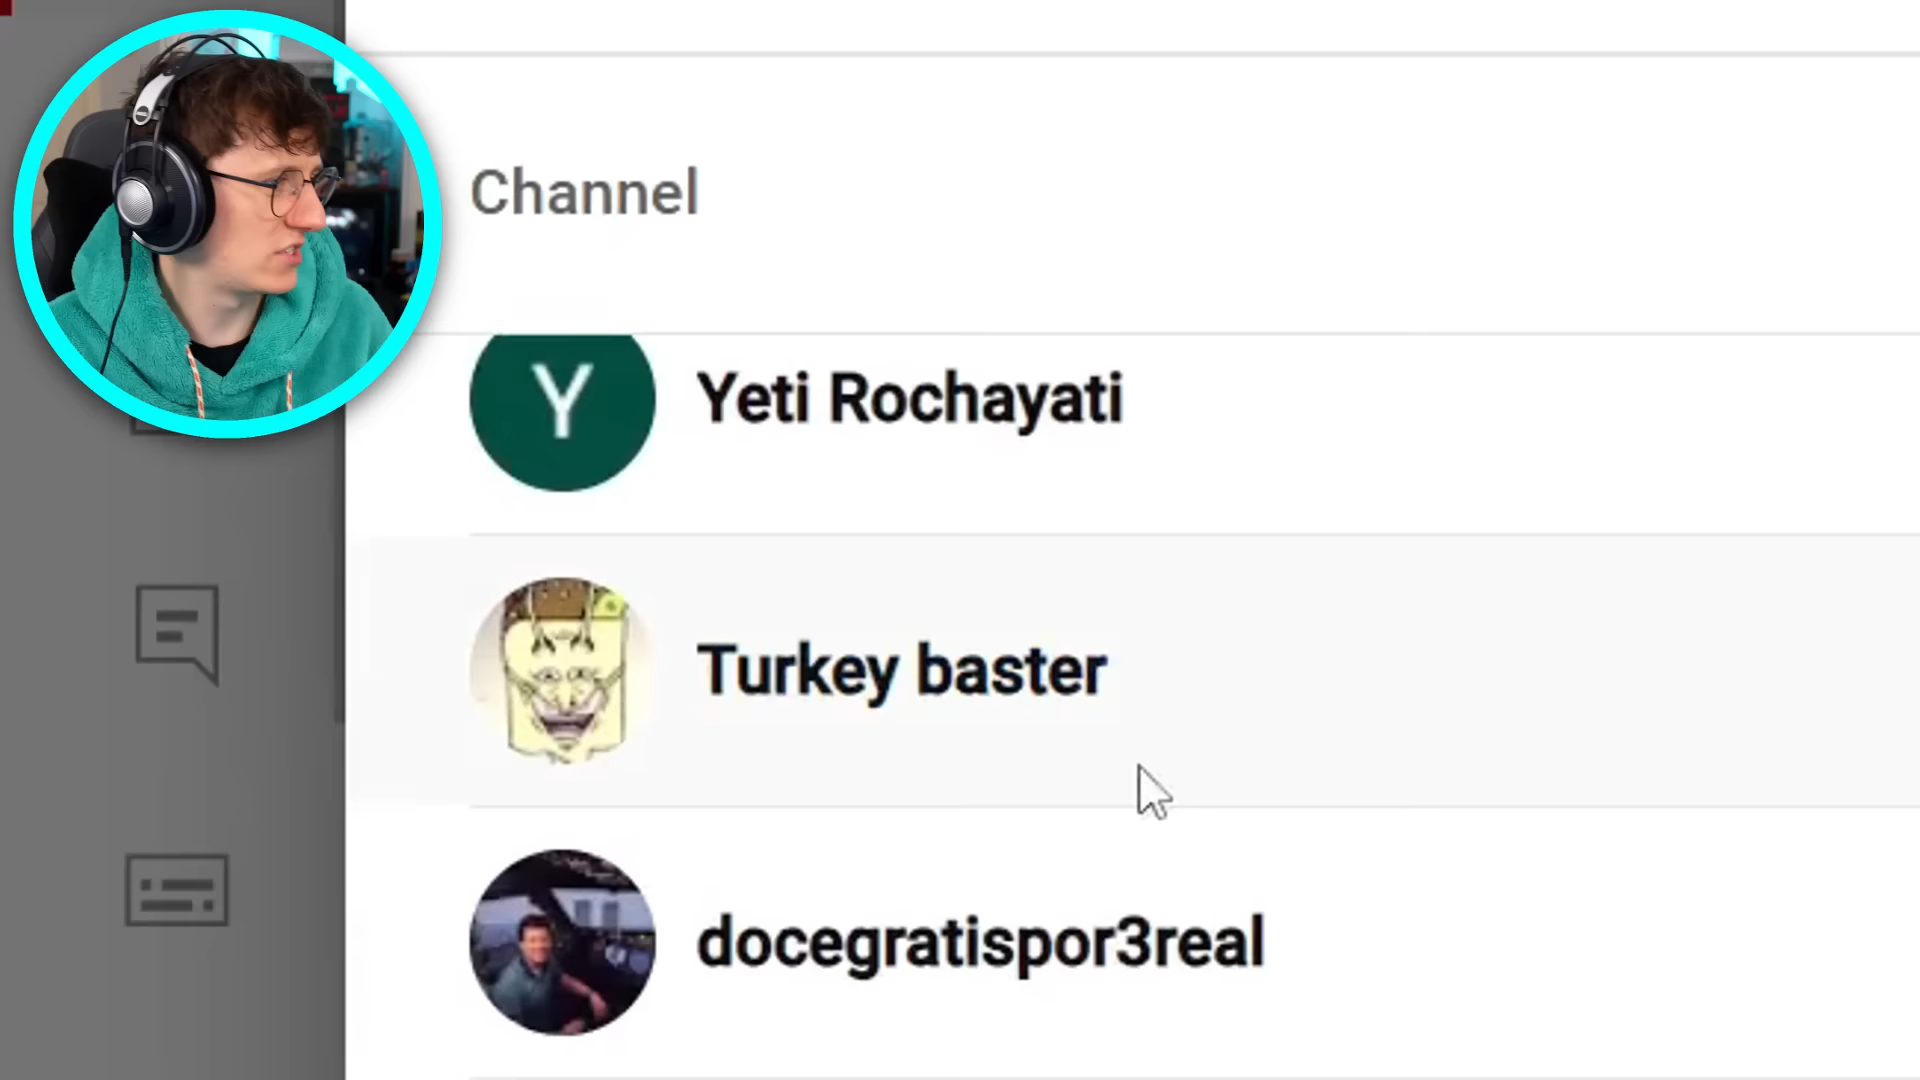 Channel
Y
Yeti Rochayati
Turkey baster
docegratispor3real